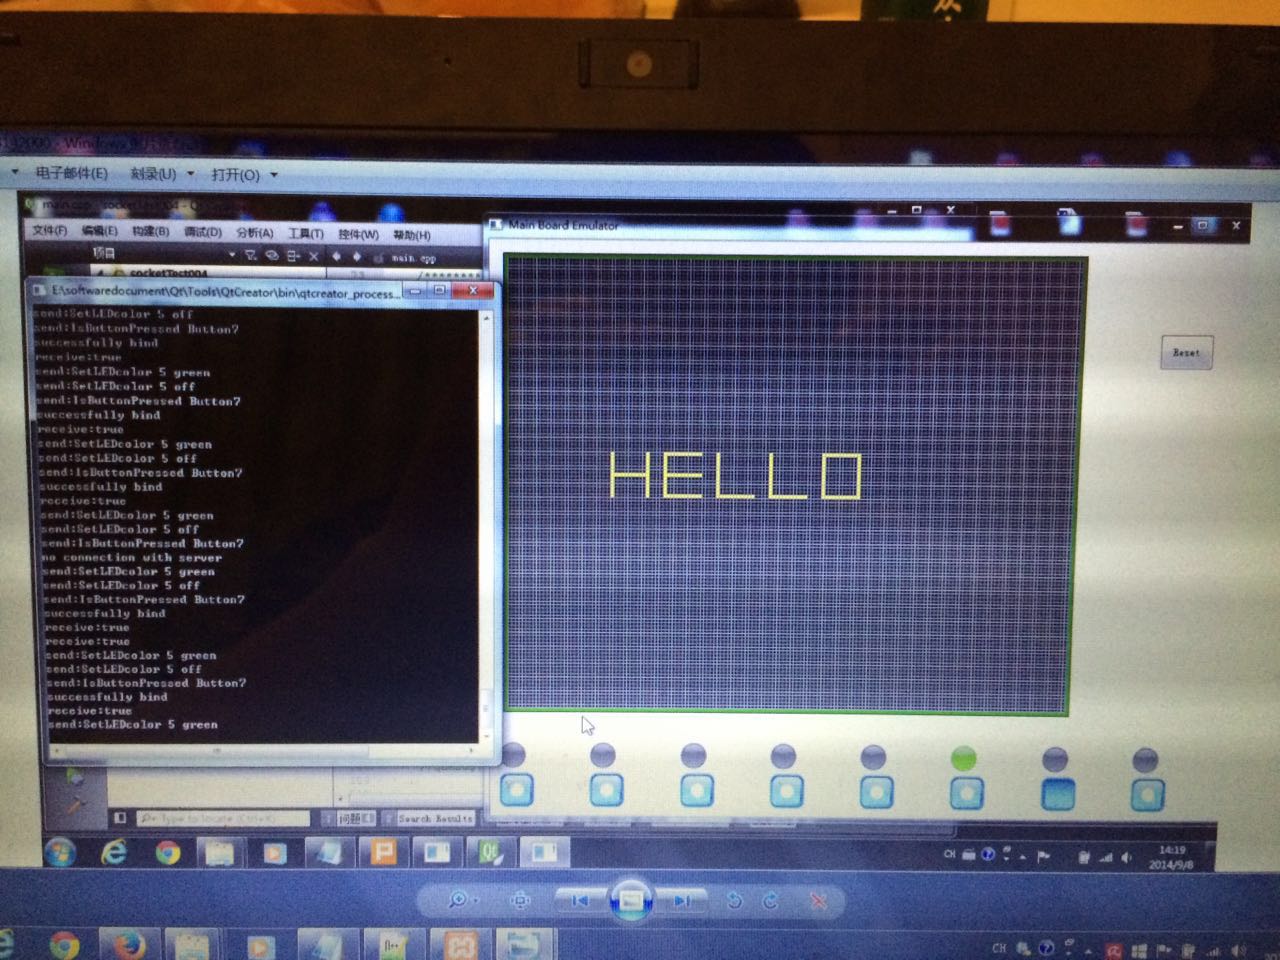 电子邮件(E) 刻录(U) 打开(O)
文件(F) 编辑(E) 构建(B) 调试(D) 分析(A) 工具(T) 控件(W) 帮助(H)
Main Board Emulator
项目
main.cpp
socketTest004
E:\softwaredocument\Qt\Tools\QtCreator\bin\qtcreator_process...
send:SetLEDcolor 5 off
send:IsButtonPressed Button7
successfully bind
receive:true
send:SetLEDcolor 5 green
send:SetLEDcolor 5 off
send:IsButtonPressed Button7
successfully bind
receive:true
send:SetLEDcolor 5 green
send:SetLEDcolor 5 off
send:IsButtonPressed Button7
successfully bind
receive:true
send:SetLEDcolor 5 green
send:SetLEDcolor 5 off
send:IsButtonPressed Button7
no connection with server
send:SetLEDcolor 5 green
send:SetLEDcolor 5 off
send:IsButtonPressed Button7
successfully bind
receive:true
receive:true
send:SetLEDcolor 5 green
send:SetLEDcolor 5 off
send:IsButtonPressed Button7
successfully bind
receive:true
send:SetLEDcolor 5 green
HELLO
Reset
Type to locate (Ctrl+K)
问题
Search Results
CH
14:19
2014/9/8
CH